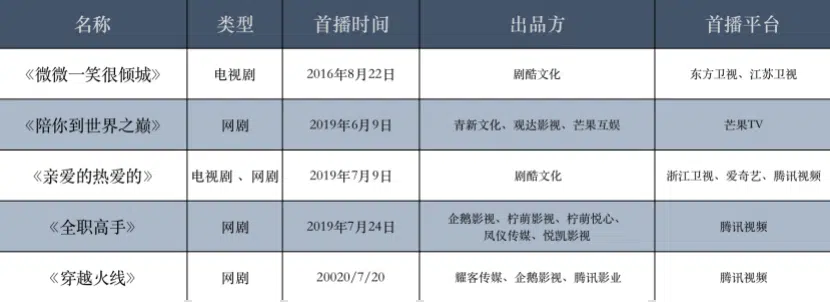 名称 类型 首播时间 出品方 首播平台
《微微一笑很倾城》 电视剧 2016年8月22日 剧酷文化 东方卫视、江苏卫视
《陪你到世界之巅》 网剧 2019年6月9日 青新文化、观达影视、芒果互娱 芒果TV
《亲爱的热爱的》 电视剧 、网剧 2019年7月9日 剧酷文化 浙江卫视、爱奇艺、腾讯视频
《全职高手》 网剧 2019年7月24日 企鹅影视、柠萌影视、柠萌悦心、
风仪传媒、悦凯影视 腾讯视频
《穿越火线》 网剧 20020/7/20 耀客传媒、企鹅影视、腾讯影业 腾讯视频